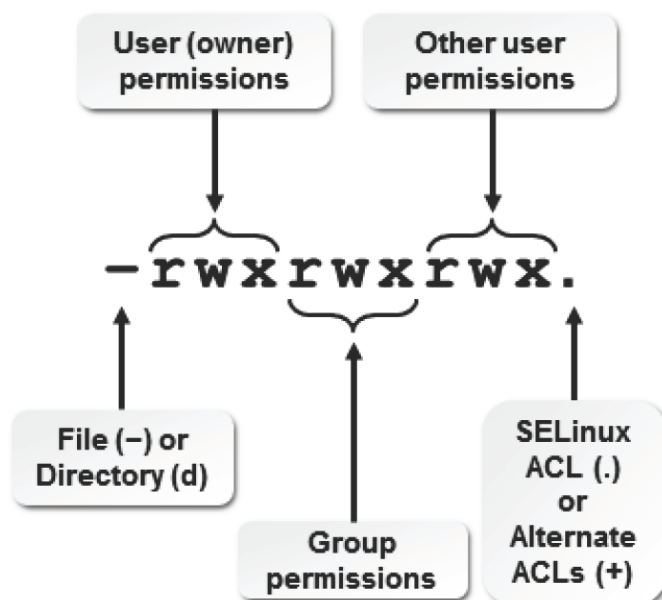 User (owner)
permissions
Other user
permissions
-rwxrwxrwx.
File (–) or
Directory (d)
Group
permissions
SELinux
ACL (.)
or
Alternate
ACLs (+)